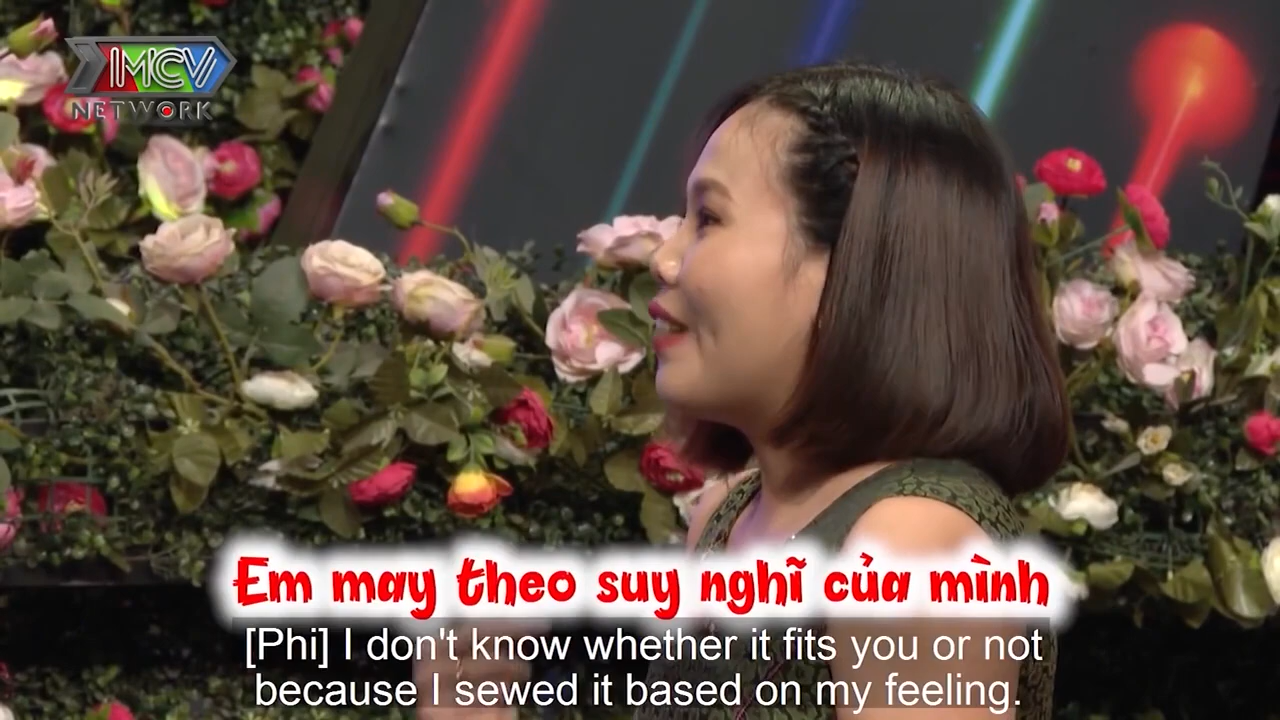 MCV
NETWORK
Em may theo suy nghĩ của mình
[Phi] I don't know whether it fits you or not
because I sewed it based on my feeling.